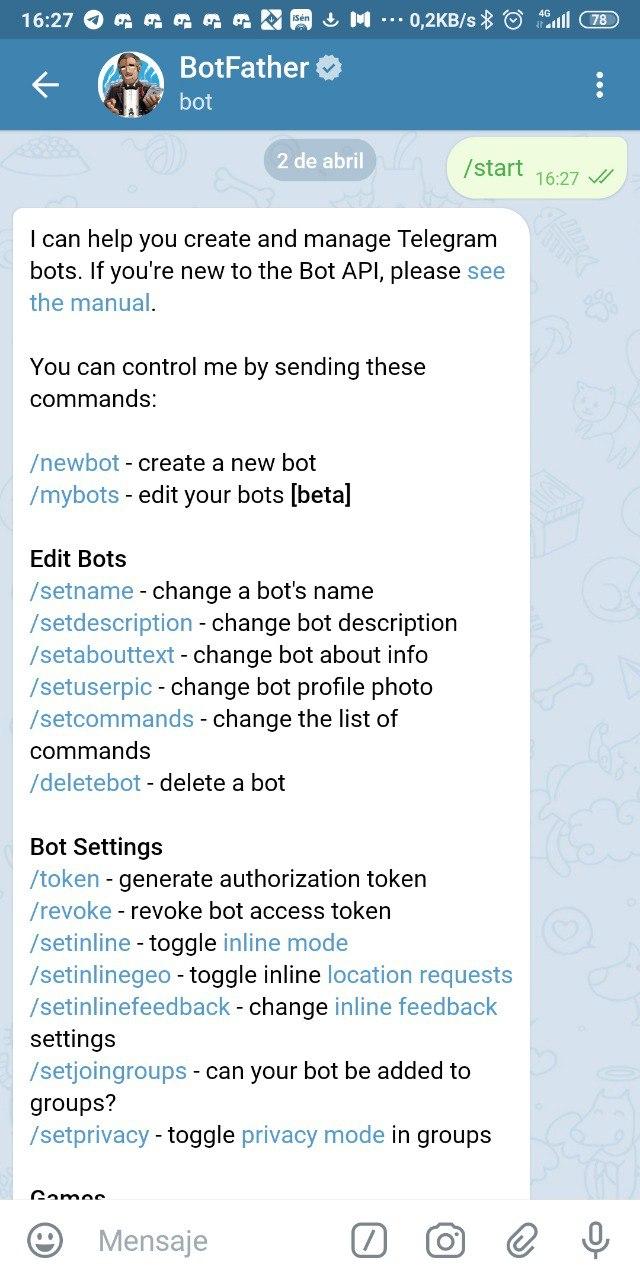 16:27 iSén ... 0,2KB/s 4G 78
BotFather
bot
2 de abril
/start 16:27
I can help you create and manage Telegram
bots. If you're new to the Bot API, please see
the manual.
You can control me by sending these
commands:
/newbot - create a new bot
/mybots - edit your bots [beta]
Edit Bots
/setname - change a bot's name
/setdescription - change bot description
/setabouttext - change bot about info
/setuserpic - change bot profile photo
/setcommands - change the list of
commands
/deletebot - delete a bot
Bot Settings
/token - generate authorization token
/revoke - revoke bot access token
/setinline - toggle inline mode
/setinlinegeo - toggle inline location requests
/setinlinefeedback - change inline feedback
settings
/setjoingroups - can your bot be added to
groups?
/setprivacy - toggle privacy mode in groups
Games
Mensaje